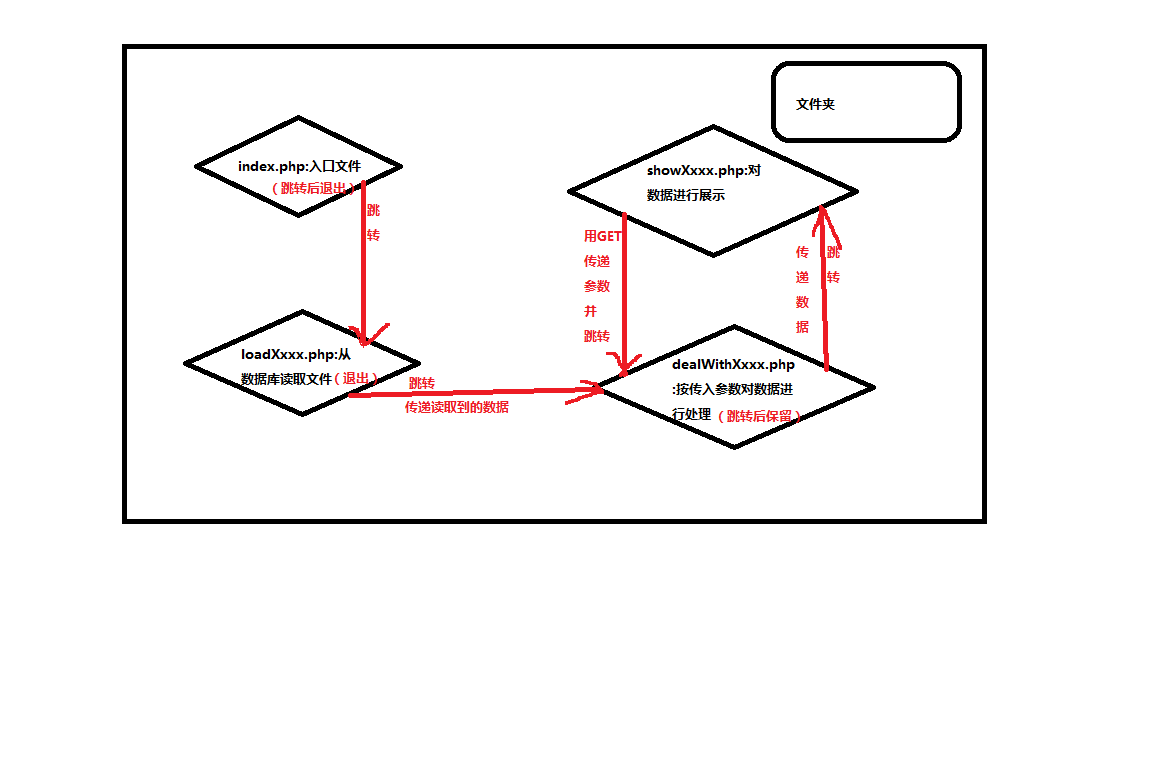 文件夹
index.php:入口文件
（跳转后退出）
跳
转
showXxxx.php:对
数据进行展示
用GET
传递
参数
并
跳转
传
递
数
据
跳
转
loadXxxx.php:从
数据库读取文件（退出）
跳转
传递读取到的数据
dealWithXxxx.php
:按传入参数对数据进
行处理（跳转后保留）